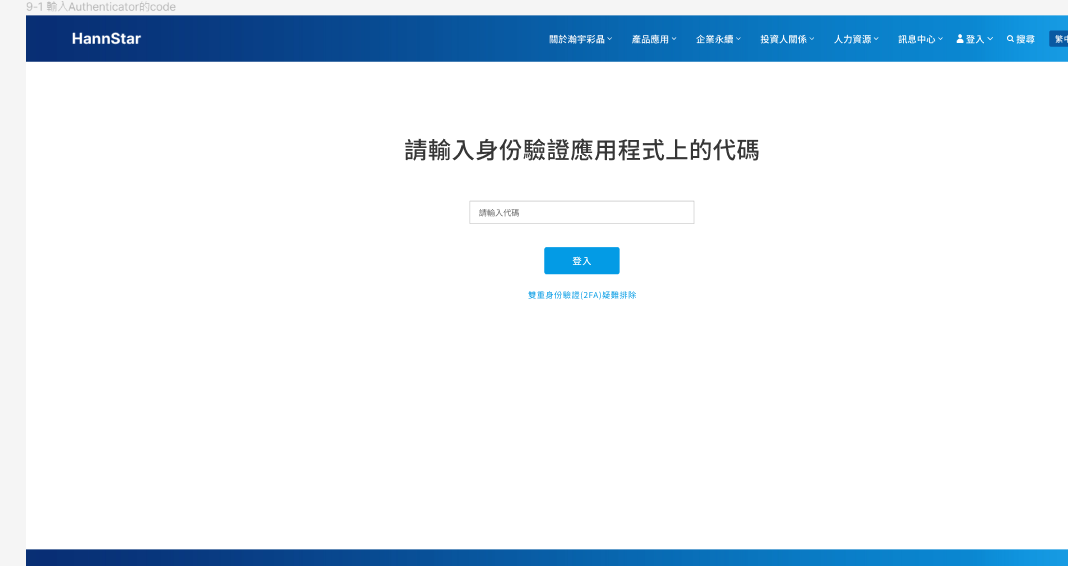 9-1 輸入Authenticator的code
HannStar 關於瀚宇彩晶 產品應用 企業永續 投資人關係 人力資源 訊息中心 登入 搜尋 繁中
請輸入身份驗證應用程式上的代碼
請輸入代碼
登入
雙重身份驗證(2FA)疑難排除